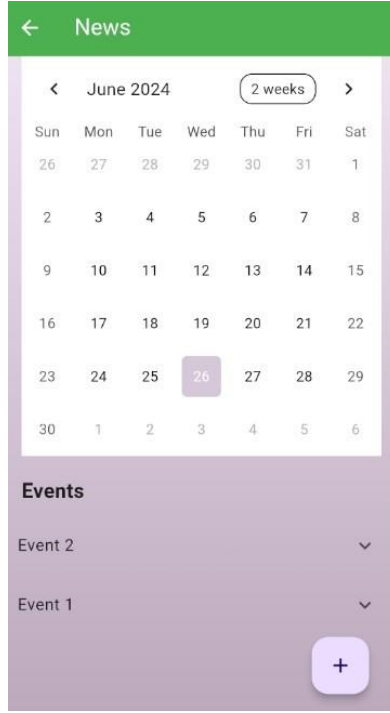 News
June 2024 2 weeks
Sun Mon Tue Wed Thu Fri Sat
26 27 28 29 30 31 1
2 3 4 5 6 7 8
9 10 11 12 13 14 15
16 17 18 19 20 21 22
23 24 25 26 27 28 29
30 1 2 3 4 5 6
Events
Event 2
Event 1
+